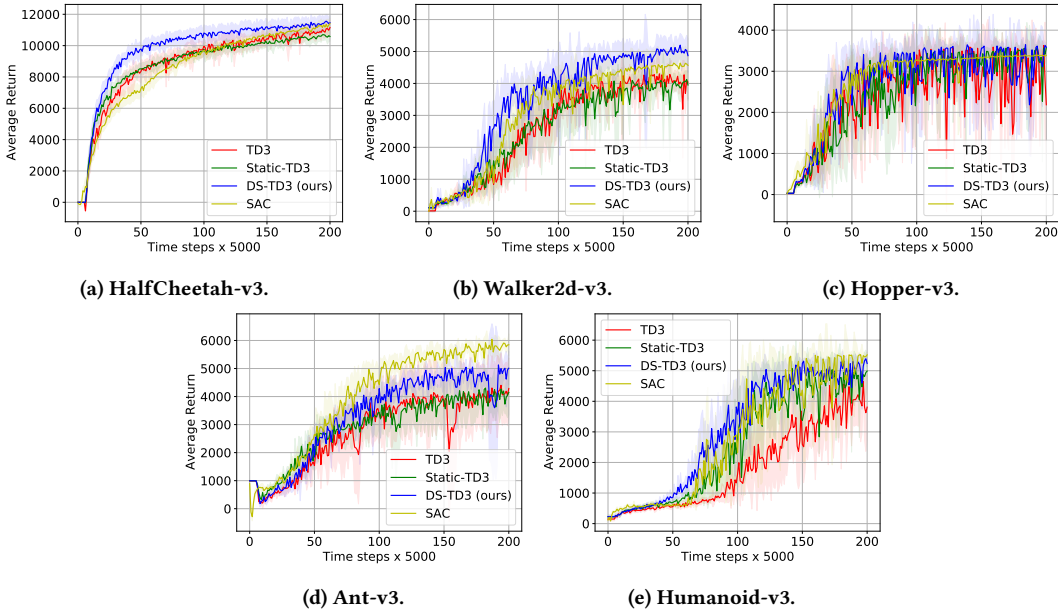 12000
10000
8000
6000
4000
2000
0
Average Return
TD3
Static-TD3
DS-TD3 (ours)
SAC
0 50 100 150 200
Time steps x 5000
(a) HalfCheetah-v3.
6000
5000
4000
3000
2000
1000
0
Average Return
TD3
Static-TD3
DS-TD3 (ours)
SAC
0 50 100 150 200
Time steps x 5000
(b) Walker2d-v3.
4000
3000
2000
1000
0
Average Return
TD3
Static-TD3
DS-TD3 (ours)
SAC
0 50 100 150 200
Time steps x 5000
(c) Hopper-v3.
6000
5000
4000
3000
2000
1000
0
Average Return
TD3
Static-TD3
DS-TD3 (ours)
SAC
0 50 100 150 200
Time steps x 5000
(d) Ant-v3.
6000
5000
4000
3000
2000
1000
0
Average Return
TD3
Static-TD3
DS-TD3 (ours)
SAC
0 50 100 150 200
Time steps x 5000
(e) Humanoid-v3.